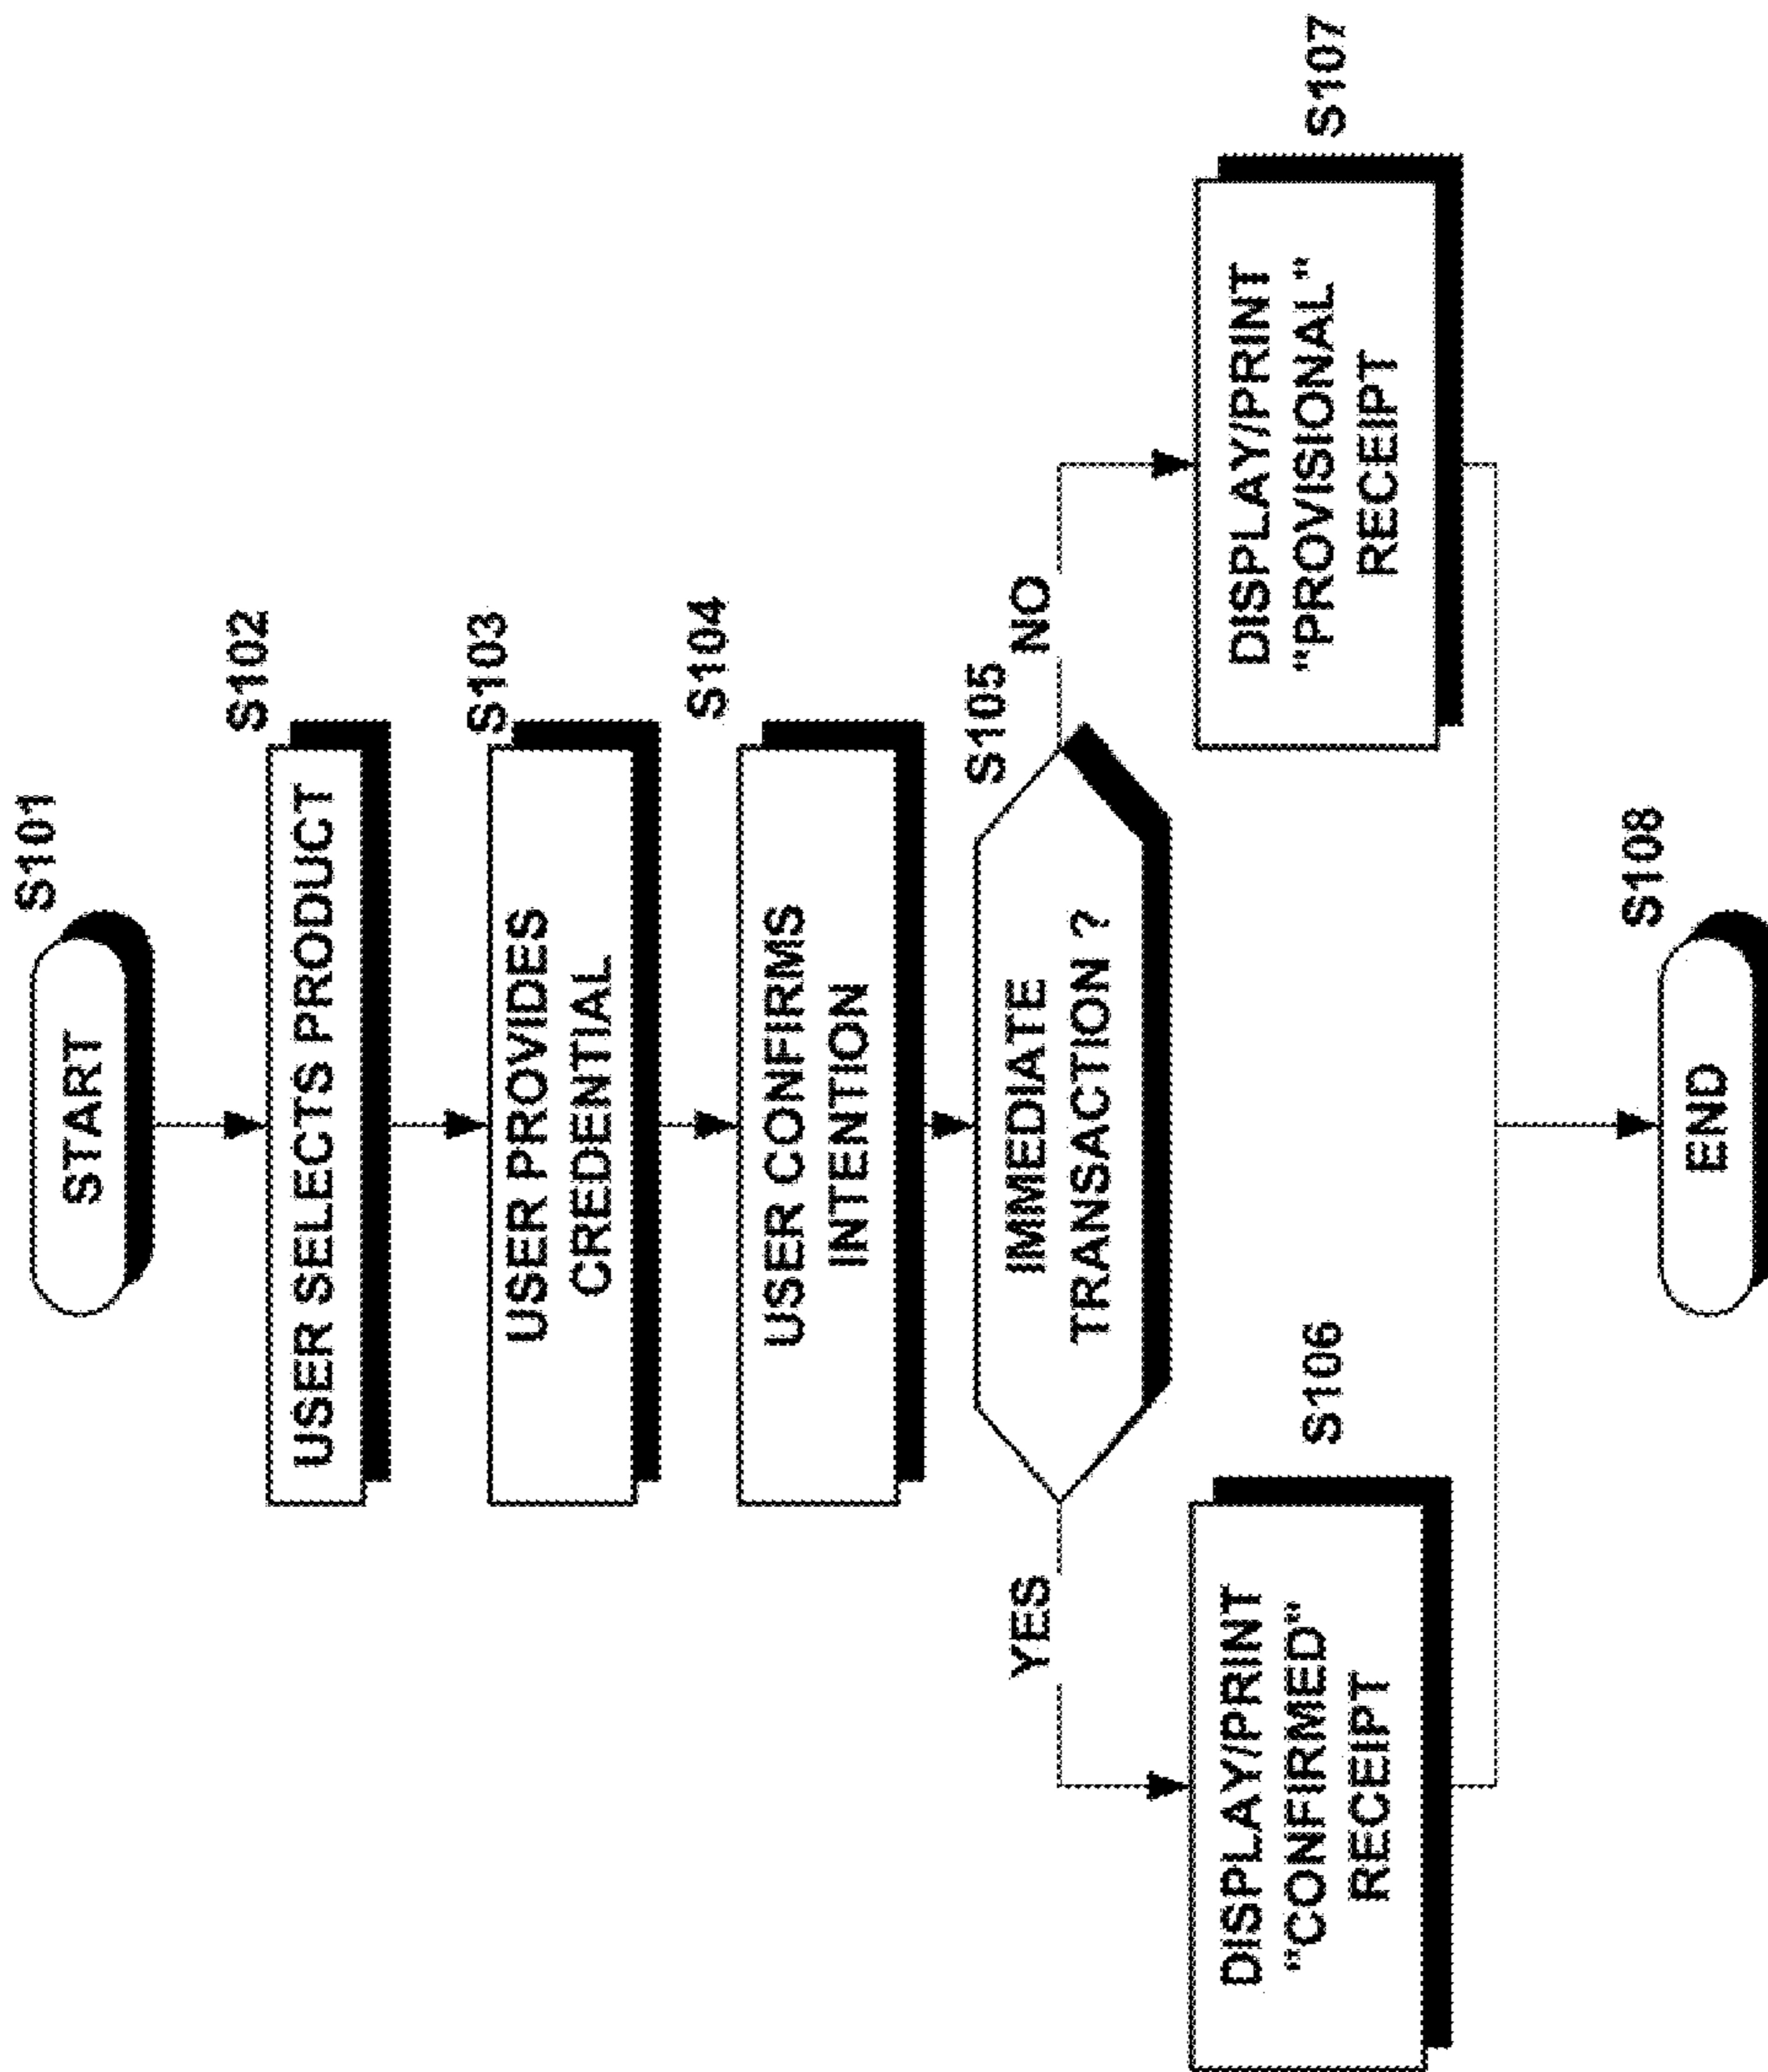 START
S101
USER SELECTS PRODUCT
S102
USER PROVIDES
CREDENTIAL
S103
USER CONFIRMS
INTENTION
S104
IMMEDIATE
TRANSACTION ?
S105
YES
NO
DISPLAY/PRINT
"CONFIRMED"
RECEIPT
S106
DISPLAY/PRINT
"PROVISIONAL"
RECEIPT
S107
END
S108